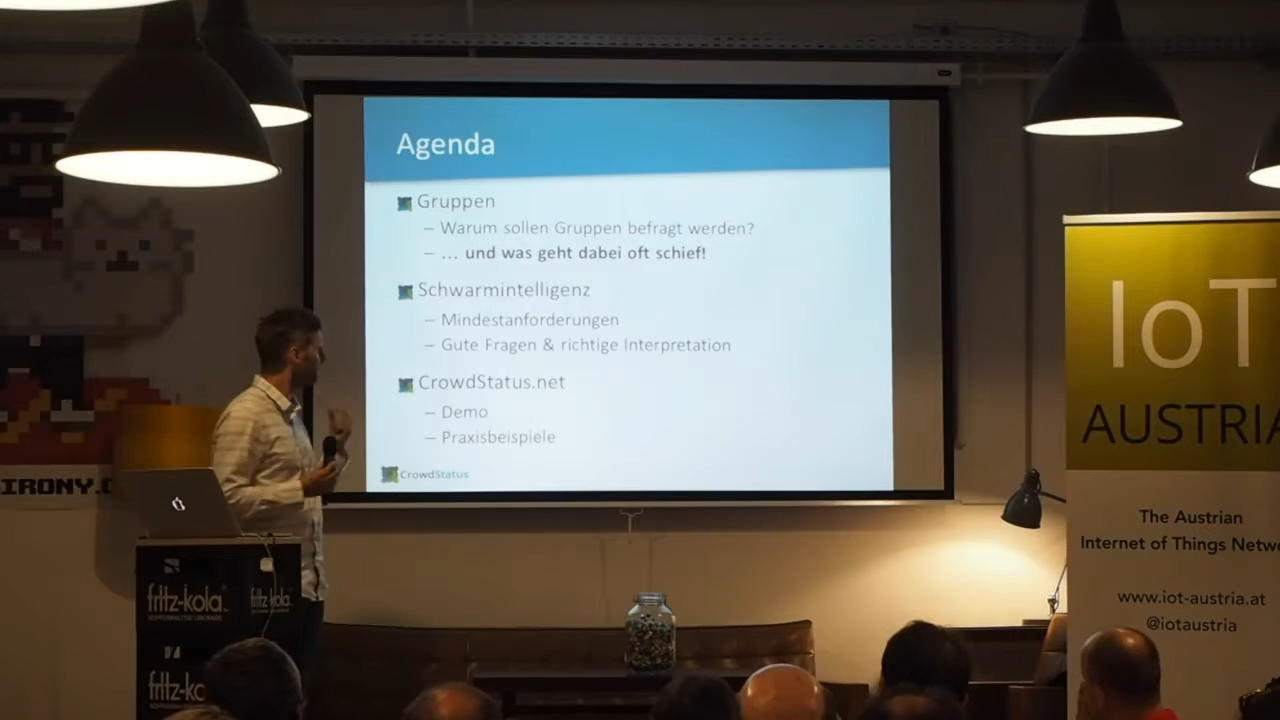 Agenda
Gruppen
– Warum sollen Gruppen befragt werden?
– ... und was geht dabei oft schief!
Schwarmintelligenz
– Mindestanforderungen
– Gute Fragen & richtige Interpretation
CrowdStatus.net
– Demo
– Praxisbeispiele
CrowdStatus
IRONY.
fritz-kola
fritz-kola
fritz-ko
IoT
AUSTRIA
The Austrian
Internet of Things Netw
www.iot-austria.at
@iotaustria